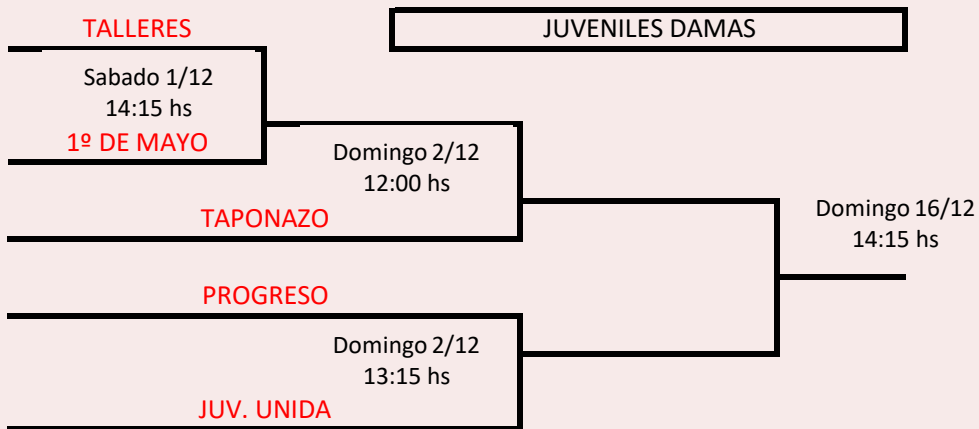 TALLERES
JUVENILES DAMAS
Sabado 1/12
14:15 hs
1º DE MAYO
Domingo 2/12
12:00 hs
TAPONAZO
Domingo 16/12
14:15 hs
PROGRESO
Domingo 2/12
13:15 hs
JUV. UNIDA